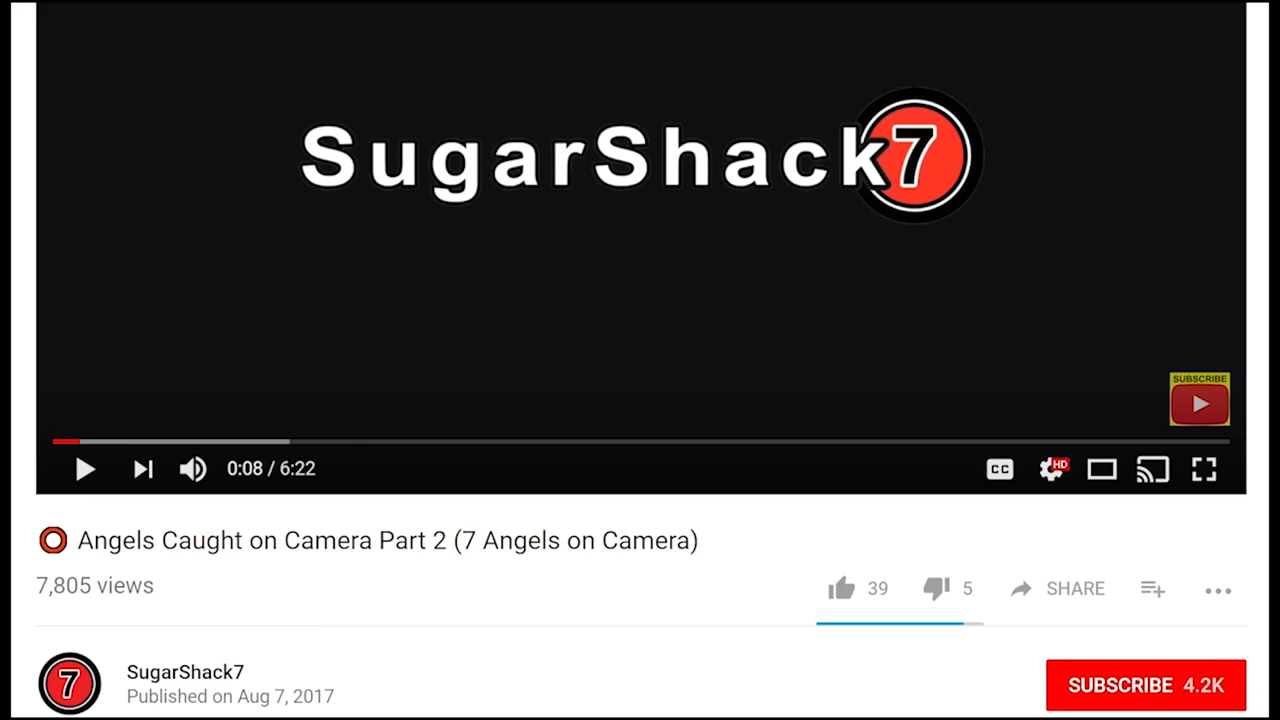 SugarShack7
SUBSCRIBE
0:08 / 6:22
CC
HD
Angels Caught on Camera Part 2 (7 Angels on Camera)
7,805 views
39
5
SHARE
7
SugarShack7
Published on Aug 7, 2017
SUBSCRIBE 4.2K